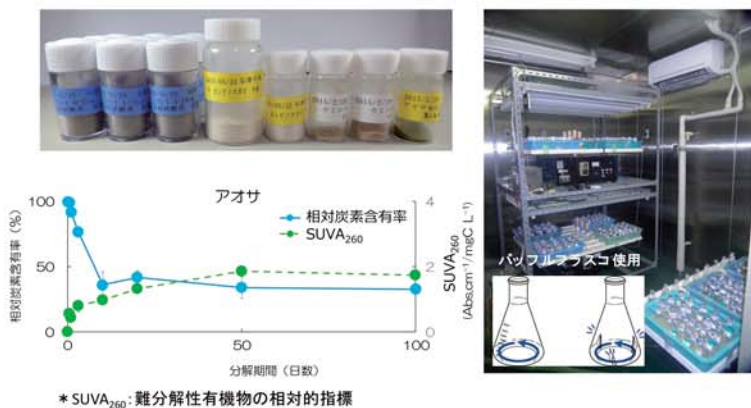 アオサ
相対炭素含有率
SUVA260
相対炭素含有率 (%)
100
50
0
4
2
0
SUVA260
(Abs.cm-1/mgC L-1)
0
50
100
分解期間（日数）
＊SUVA260：難分解性有機物の相対的指標
バッフルフラスコ使用